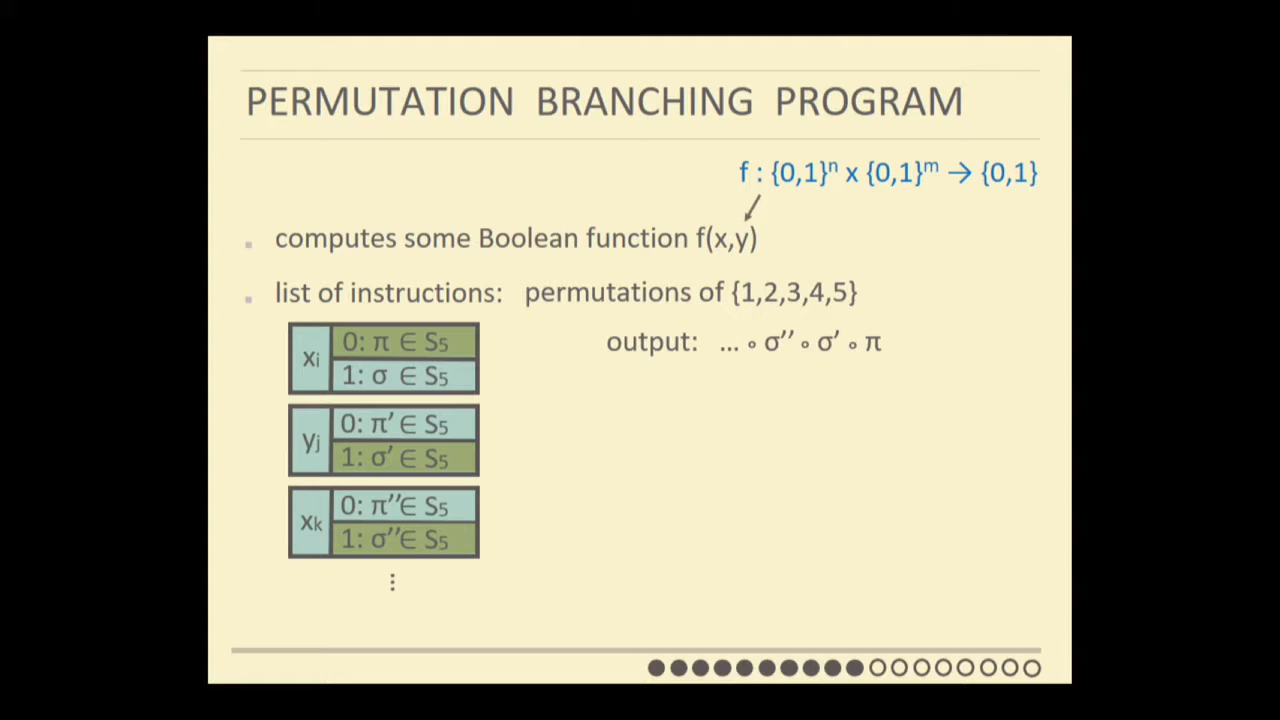 PERMUTATION BRANCHING PROGRAM
f : {0,1}ⁿ x {0,1}ᵐ → {0,1}
computes some Boolean function f(x,y)
list of instructions: permutations of {1,2,3,4,5}
output: ... ∘ σ’’ ∘ σ’ ∘ π
xi
0: π ∈ S5
1: σ ∈ S5
yj
0: π’ ∈ S5
1: σ’ ∈ S5
xk
0: π’’∈ S5
1: σ’’∈ S5
⋮